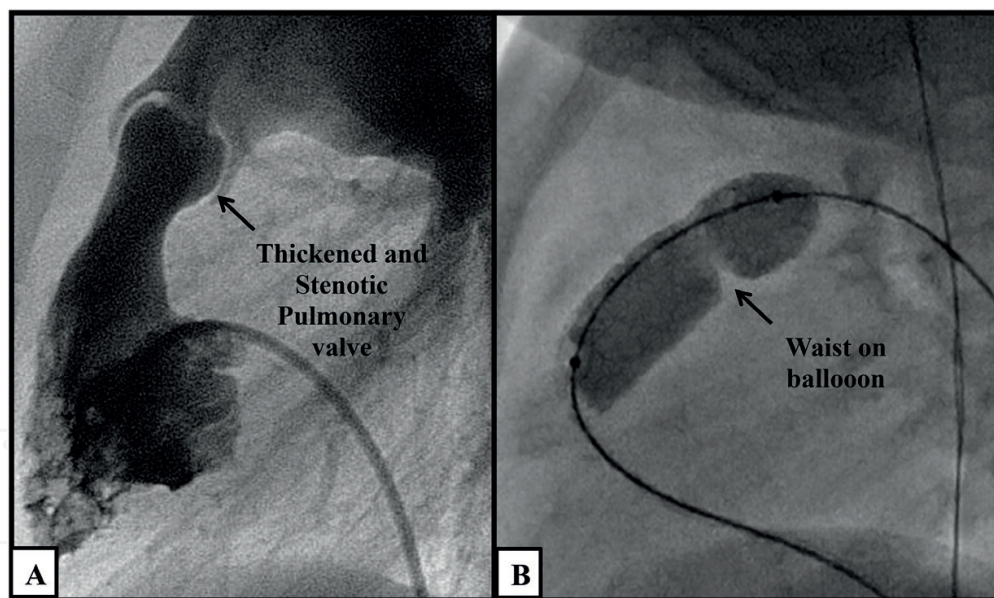 Thickened and
Stenotic
Pulmonary
valve
A
Waist on
ballooon
B